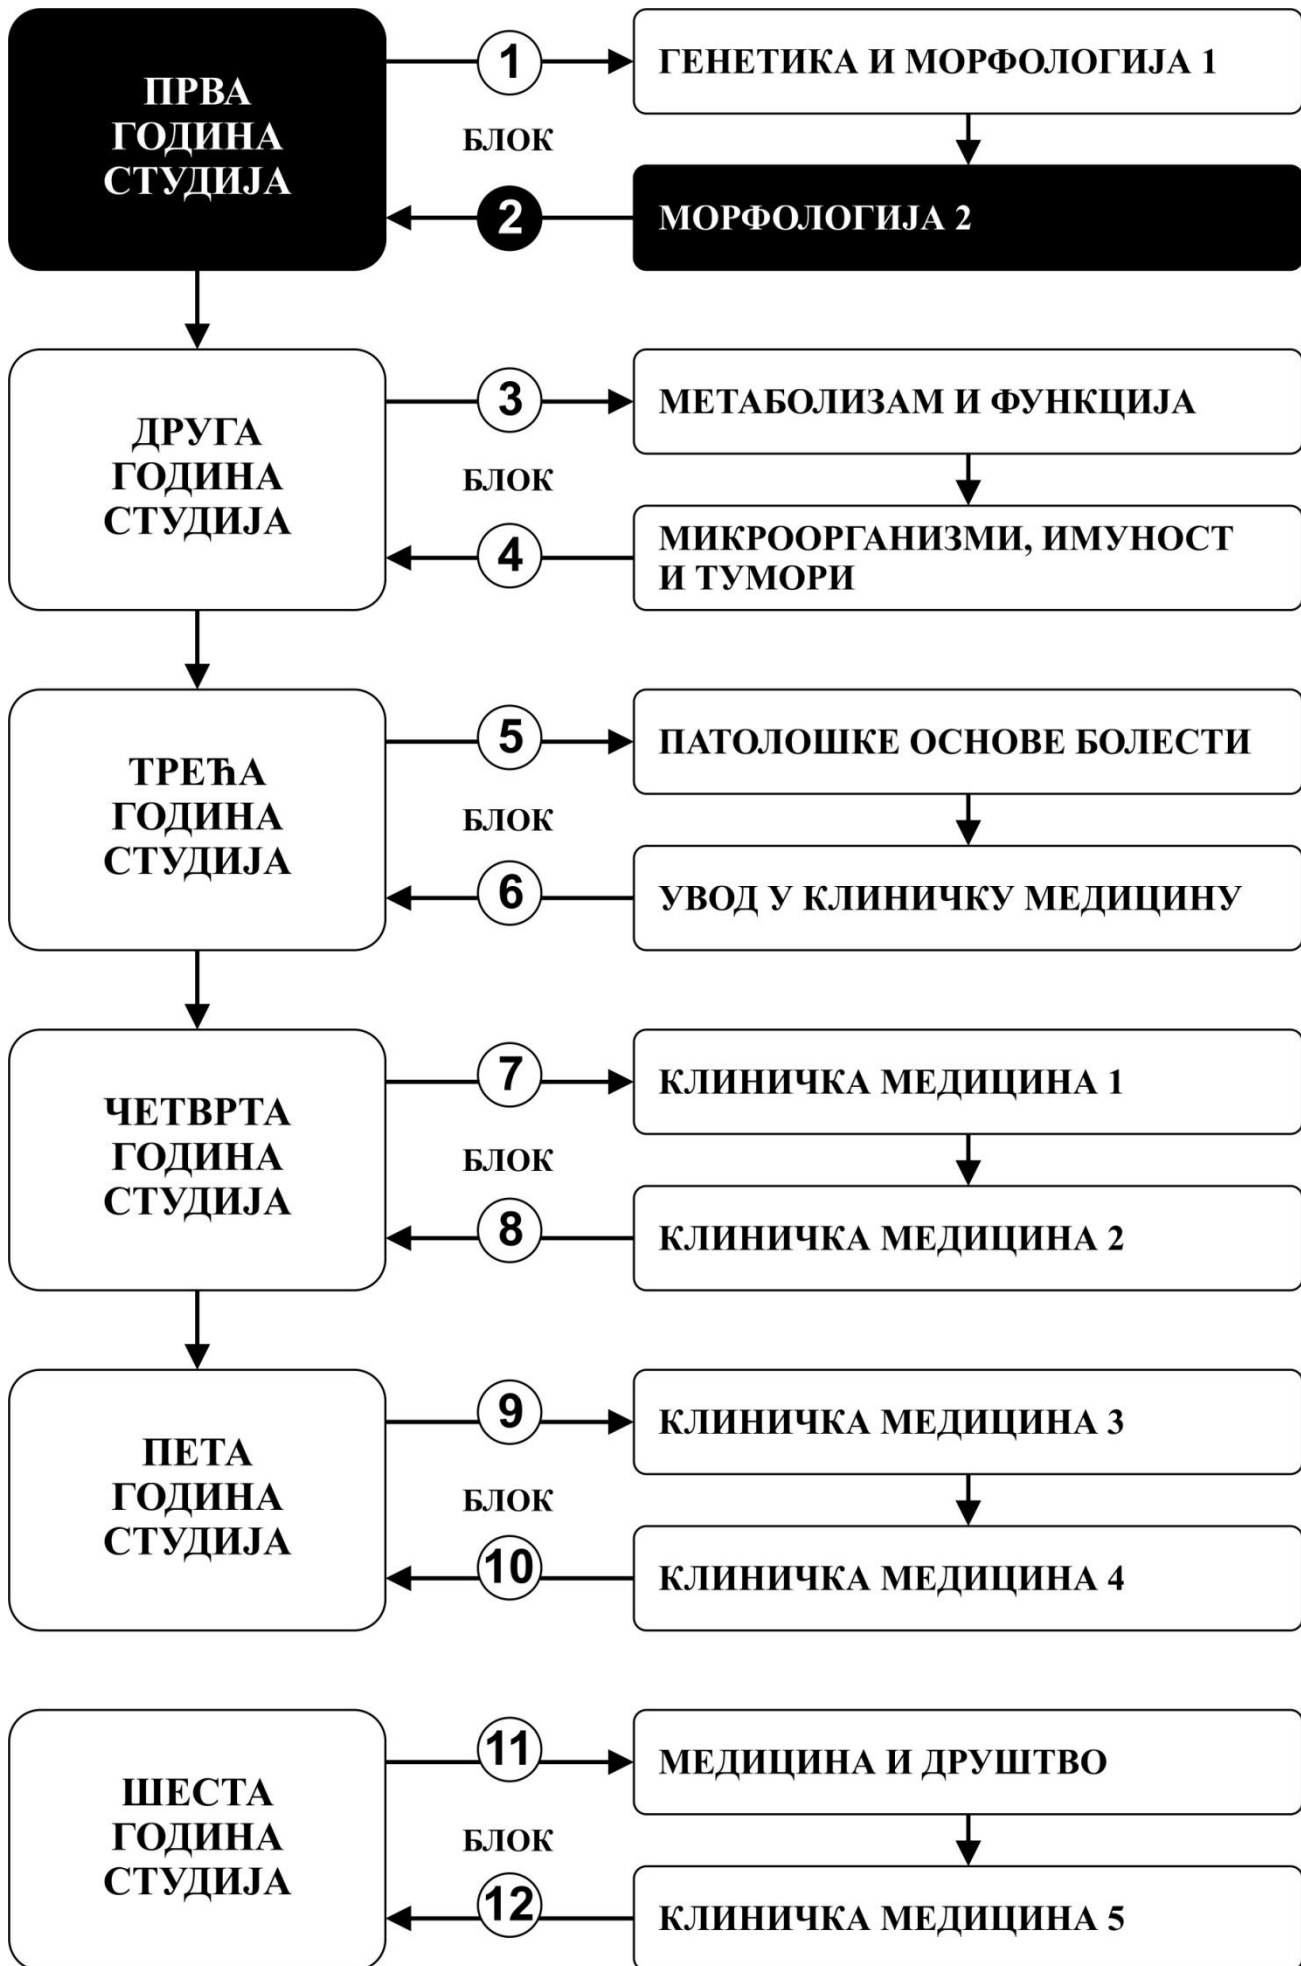 ПРВА
ГОДИНА
СТУДИЈА
1
БЛОК
2
ГЕНЕТИКА И МОРФОЛОГИЈА 1
МОРФОЛОГИЈА 2
ДРУГА
ГОДИНА
СТУДИЈА
3
БЛОК
4
МЕТАБОЛИЗАМ И ФУНКЦИЈА
МИКРООРГАНИЗМИ, ИМУНОСТ
И ТУМОРИ
ТРЕЋА
ГОДИНА
СТУДИЈА
5
БЛОК
6
ПАТОЛОШКЕ ОСНОВЕ БОЛЕСТИ
УВОД У КЛИНИЧКУ МЕДИЦИНУ
ЧЕТВРТА
ГОДИНА
СТУДИЈА
7
БЛОК
8
КЛИНИЧКА МЕДИЦИНА 1
КЛИНИЧКА МЕДИЦИНА 2
ПЕТА
ГОДИНА
СТУДИЈА
9
БЛОК
10
КЛИНИЧКА МЕДИЦИНА 3
КЛИНИЧКА МЕДИЦИНА 4
ШЕСТА
ГОДИНА
СТУДИЈА
11
БЛОК
12
МЕДИЦИНА И ДРУШТВО
КЛИНИЧКА МЕДИЦИНА 5